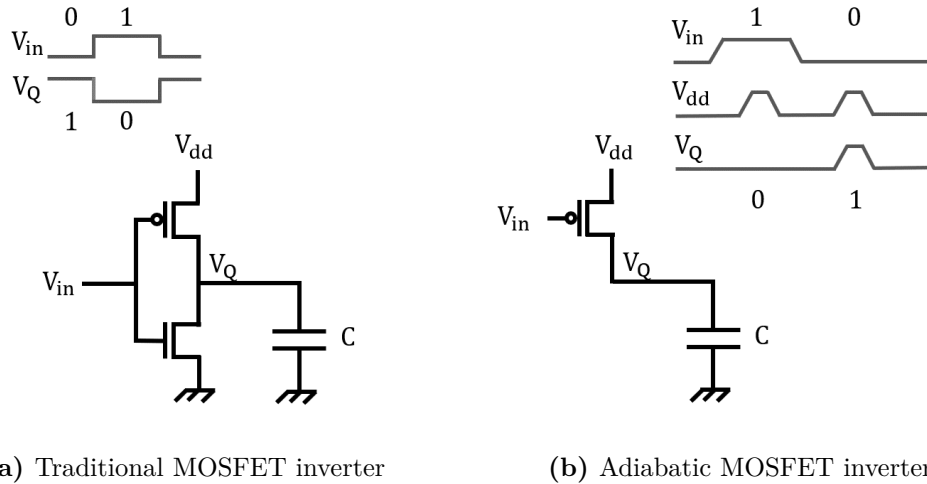 0 1
V_in
V_Q
1 0
V_dd
V_in
V_Q
C
1 0
V_in
V_dd
V_Q
0 1
V_dd
V_in
V_Q
C
a) Traditional MOSFET inverter
(b) Adiabatic MOSFET inverter